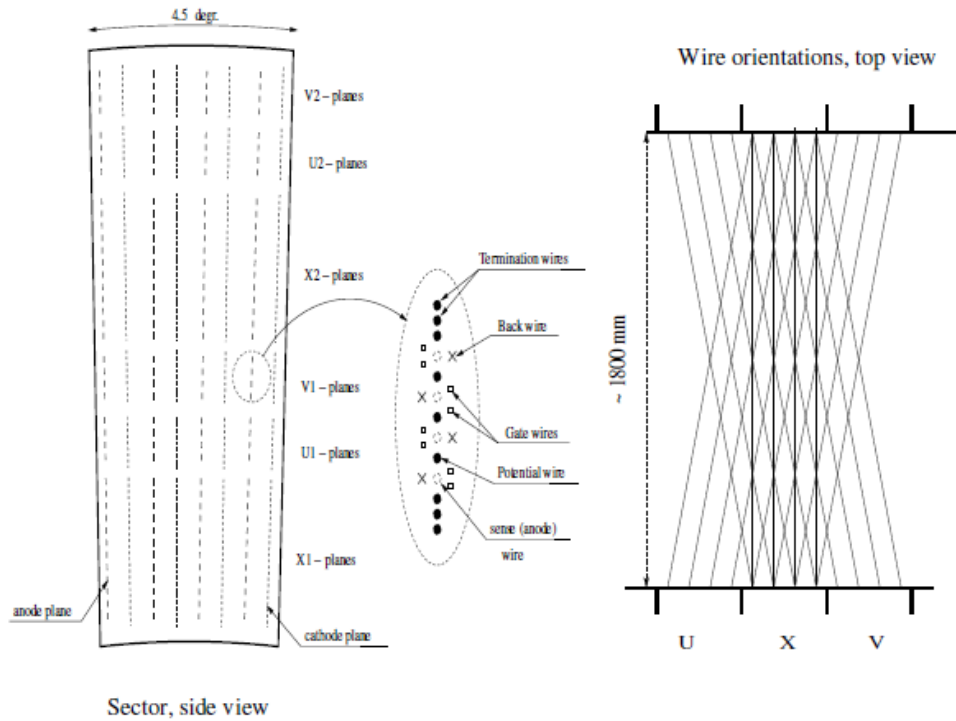 4.5 degr.
V2 – planes
U2 – planes
X2 – planes
V1 – planes
U1 – planes
X1 – planes
anode plane
cathode plane
Sector, side view
Termination wires
Back wire
Gate wires
Potential wire
sense (anode)
wire
Wire orientations, top view
~ 1800 mm
U X V